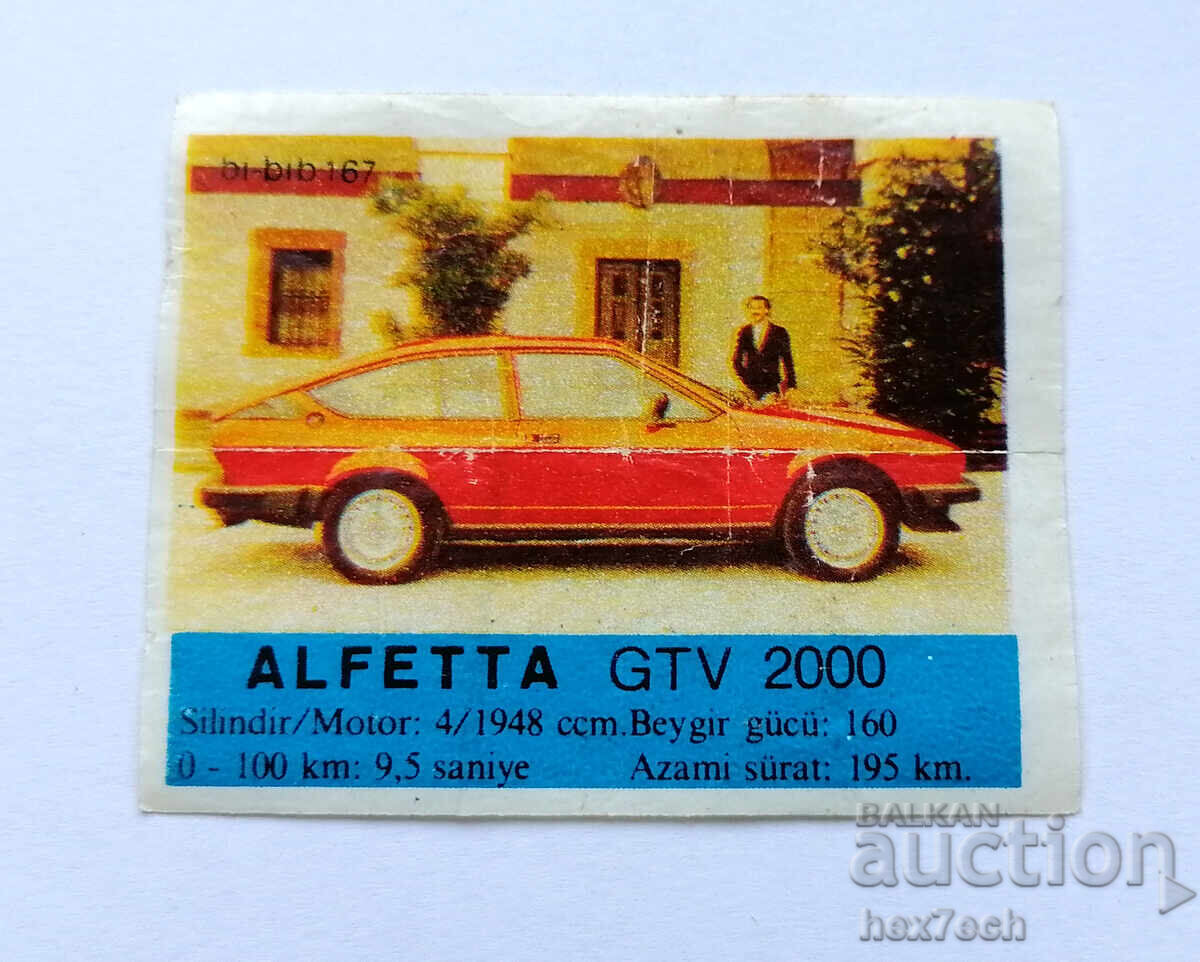 bi-bip 167
ALFETTA GTV 2000
Silindir/Motor: 4/1948 ccm. Beygir gücü: 160
0 - 100 km: 9,5 saniye Azami sürat: 195 km.
BALKAN
auction
hex7ech